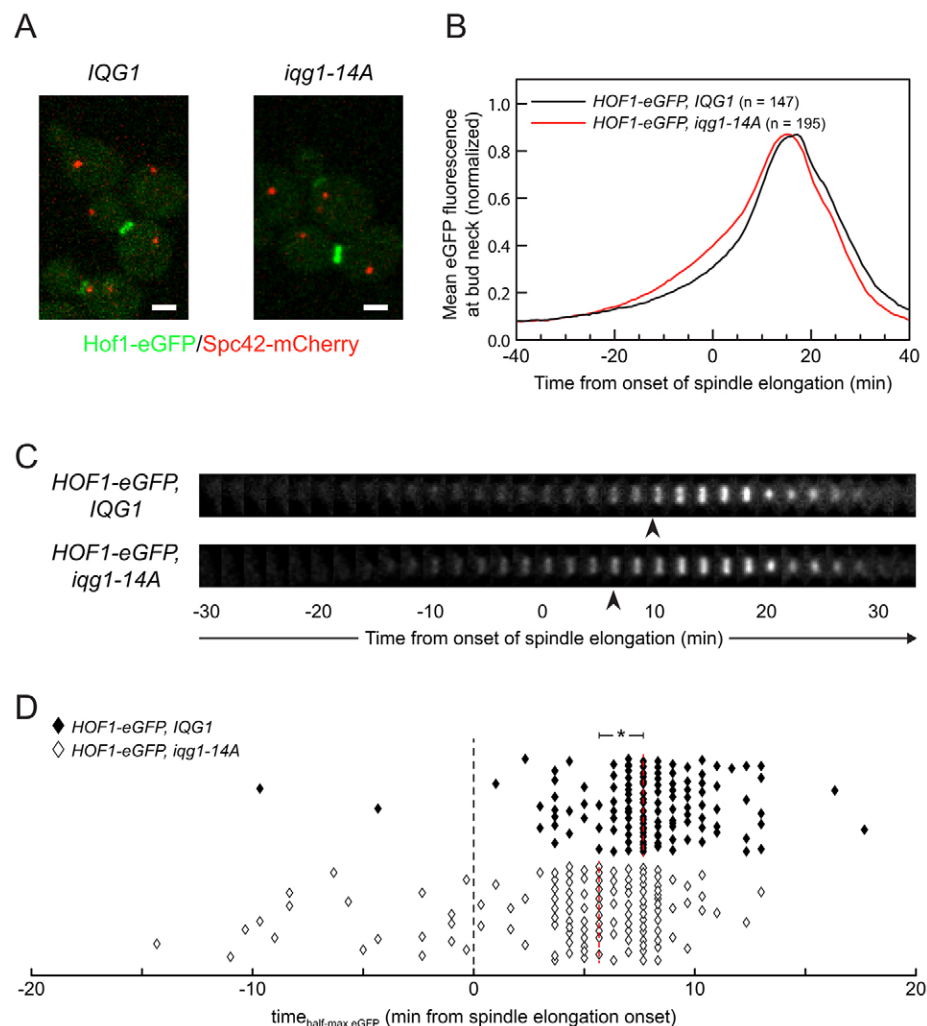 A
IQG1
iqg1-14A
Hof1-eGFP/Spc42-mCherry
B
Mean eGFP fluorescence
at bud neck (normalized)
1.0
0.8
0.6
0.4
0.2
0.0
HOF1-eGFP, IQG1 (n = 147)
HOF1-eGFP, iqg1-14A (n = 195)
-40
-20
0
20
40
Time from onset of spindle elongation (min)
C
HOF1-eGFP,
IQG1
HOF1-eGFP,
iqg1-14A
-30
-20
-10
0
10
20
30
Time from onset of spindle elongation (min)
D
HOF1-eGFP, IQG1
HOF1-eGFP, iqg1-14A
*
-20
-10
0
10
20
time half-max eGFP (min from spindle elongation onset)